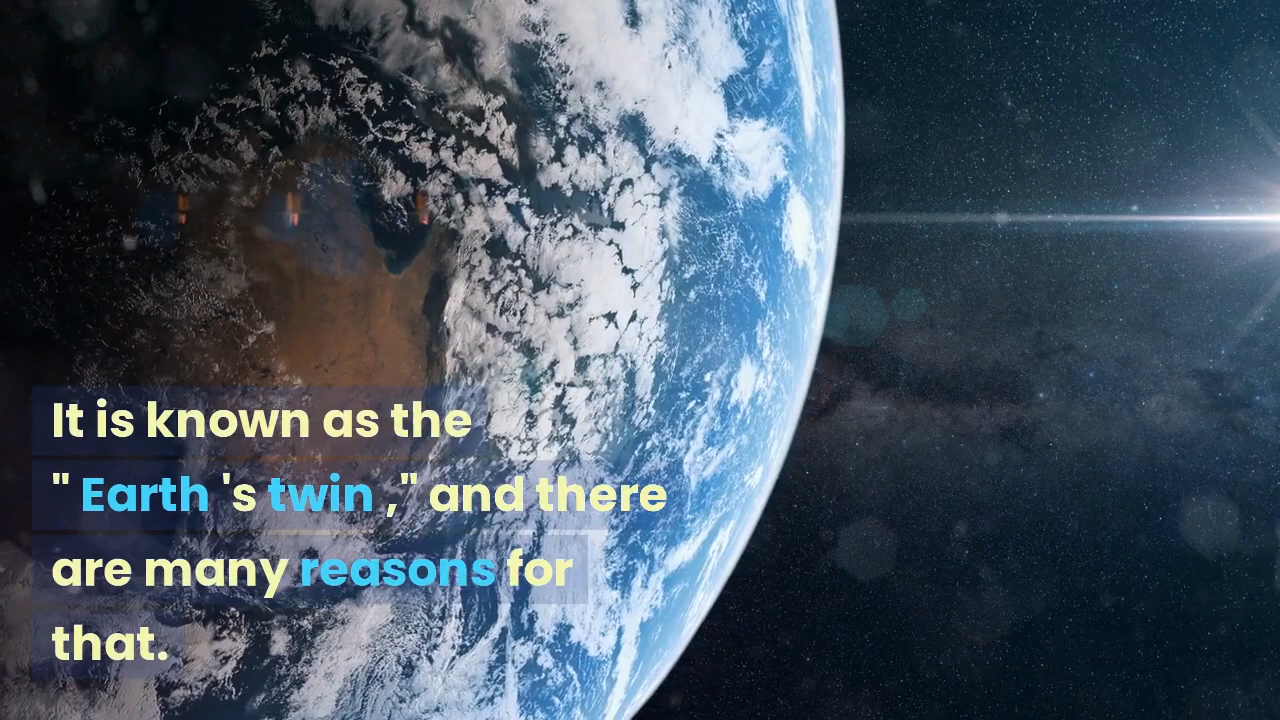 It is known as the
" Earth 's twin ," and there
are many reasons for
that.